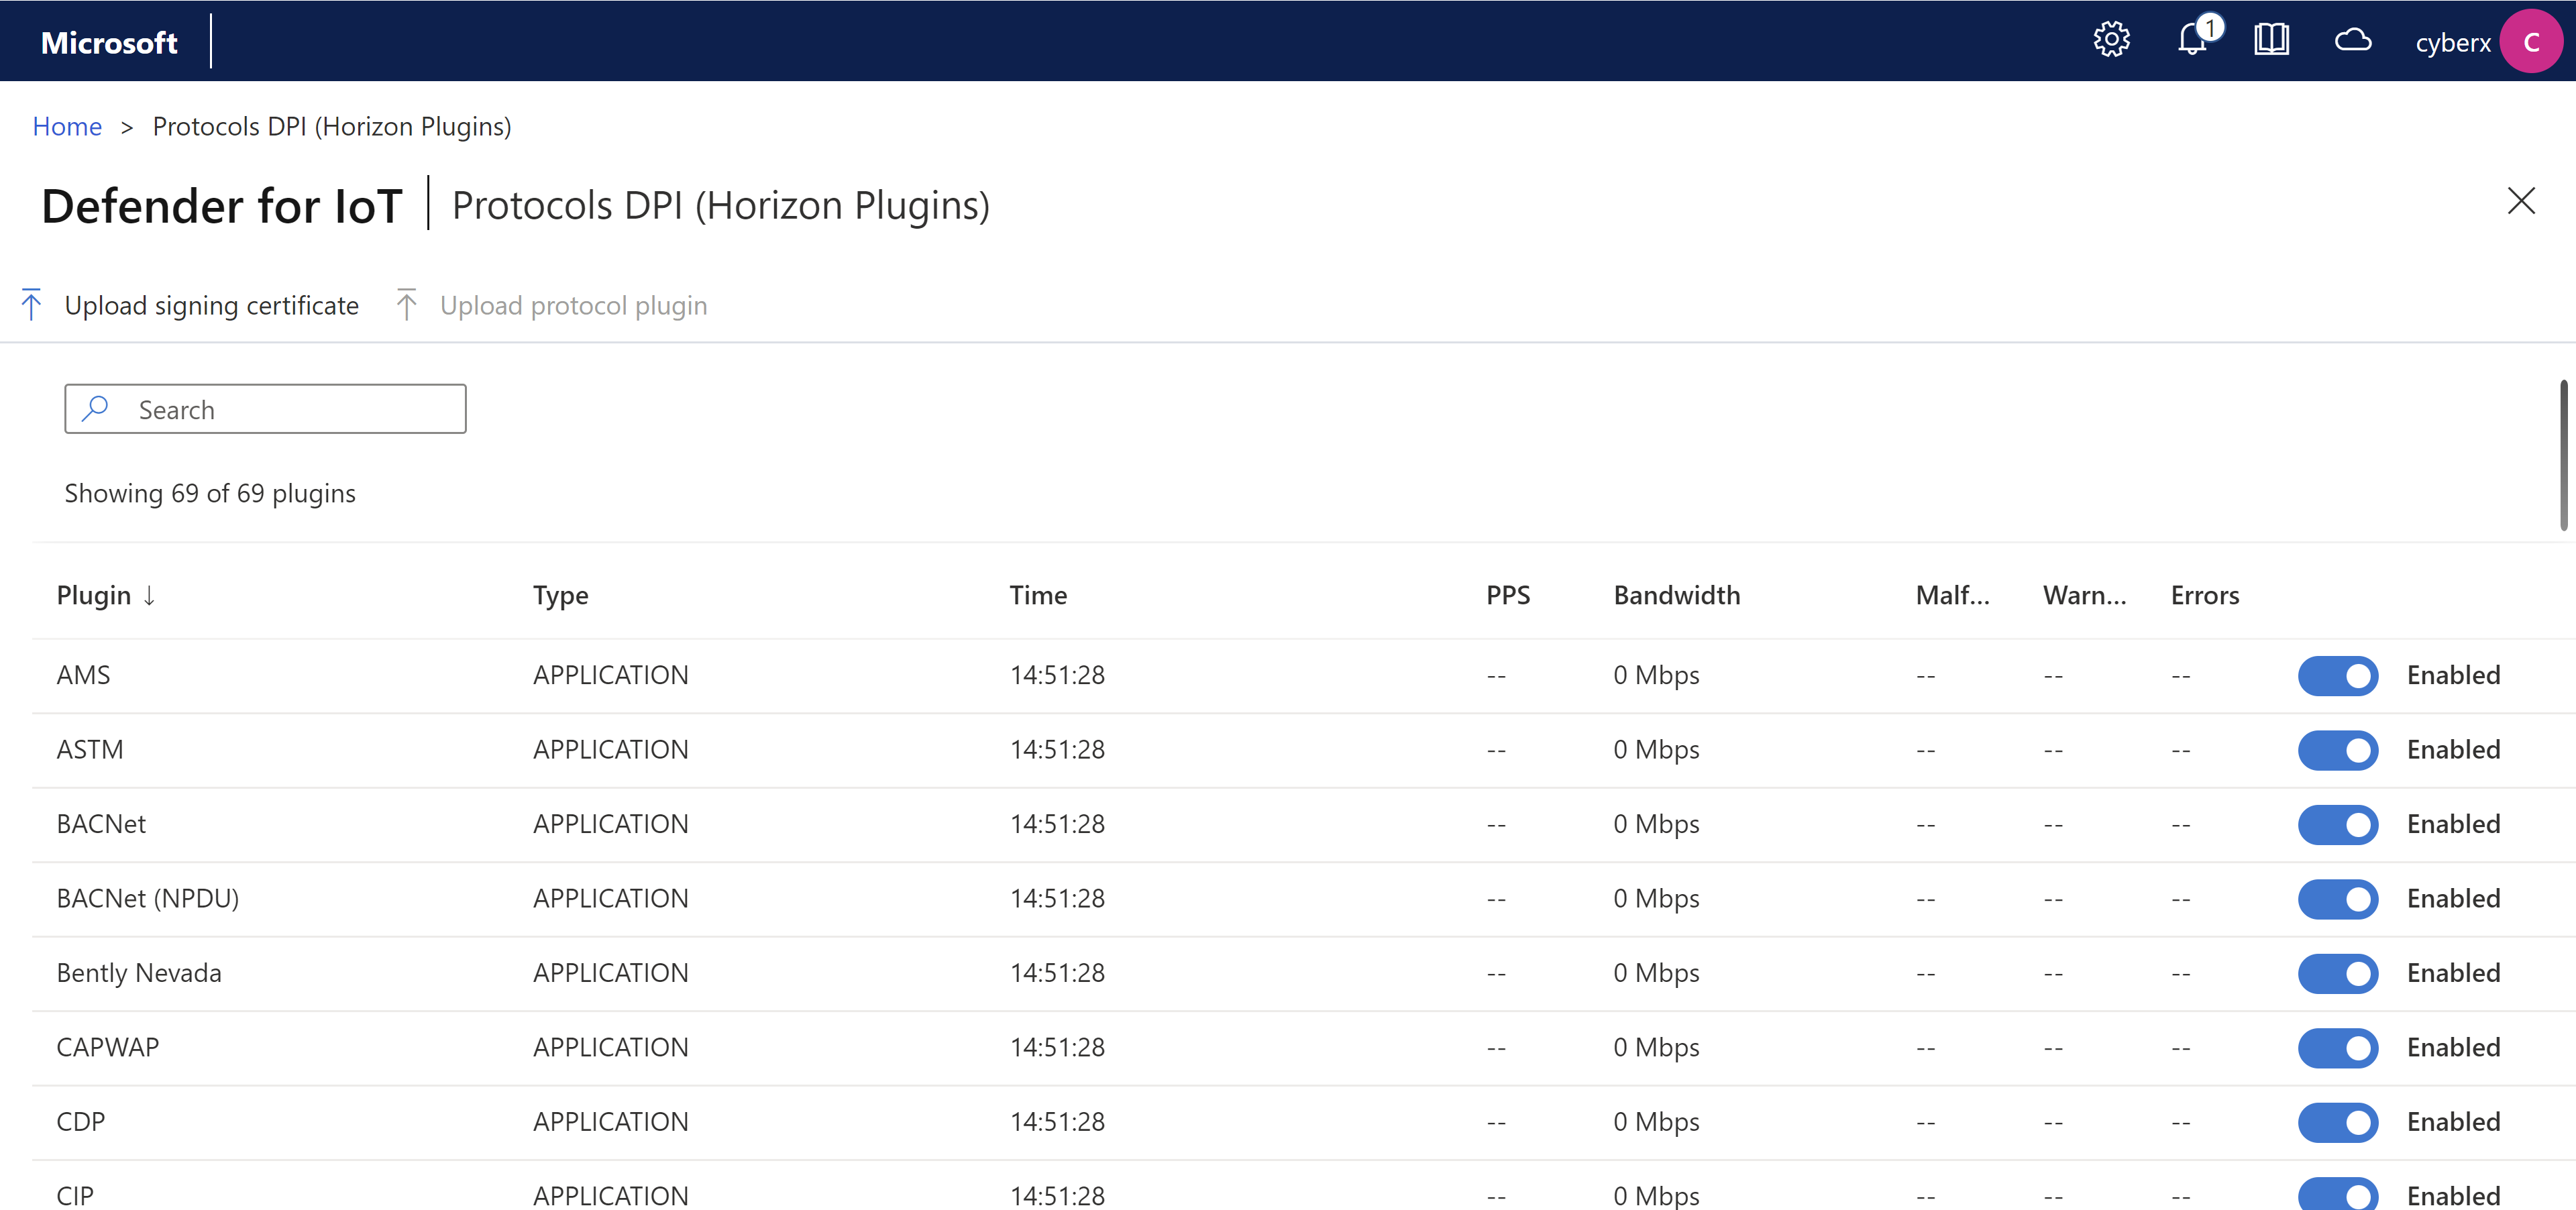 Microsoft
1
cyberx C
Home > Protocols DPI (Horizon Plugins)
Defender for IoT | Protocols DPI (Horizon Plugins)
Upload signing certificate Upload protocol plugin
Search
Showing 69 of 69 plugins
Plugin ↓ Type Time PPS Bandwidth Malf... Warn... Errors
AMS APPLICATION 14:51:28 -- 0 Mbps -- -- -- Enabled
ASTM APPLICATION 14:51:28 -- 0 Mbps -- -- -- Enabled
BACNet APPLICATION 14:51:28 -- 0 Mbps -- -- -- Enabled
BACNet (NPDU) APPLICATION 14:51:28 -- 0 Mbps -- -- -- Enabled
Bently Nevada APPLICATION 14:51:28 -- 0 Mbps -- -- -- Enabled
CAPWAP APPLICATION 14:51:28 -- 0 Mbps -- -- -- Enabled
CDP APPLICATION 14:51:28 -- 0 Mbps -- -- -- Enabled
CIP APPLICATION 14:51:28 -- 0 Mbps -- -- -- Enabled